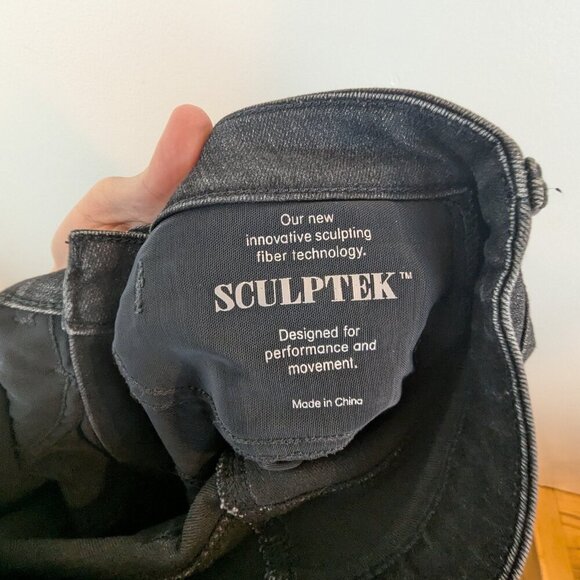 Our new
innovative sculpting
fiber technology.
SCULPTEK™
Designed for
performance and
movement.
Made in China